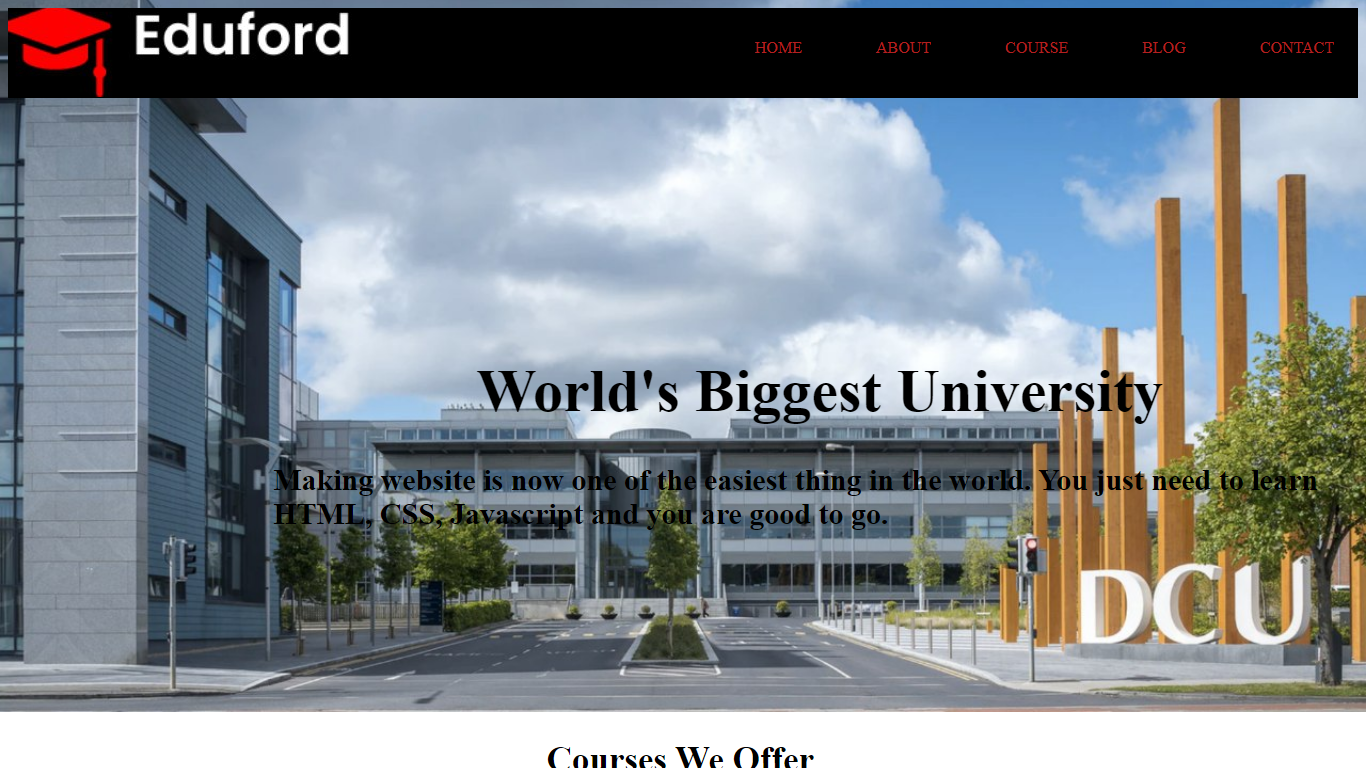 Eduford
HOME ABOUT COURSE BLOG CONTACT
World's Biggest University
Making website is now one of the easiest thing in the world. You just need to learn
HTML, CSS, Javascript and you are good to go.
DCU
Courses We Offer